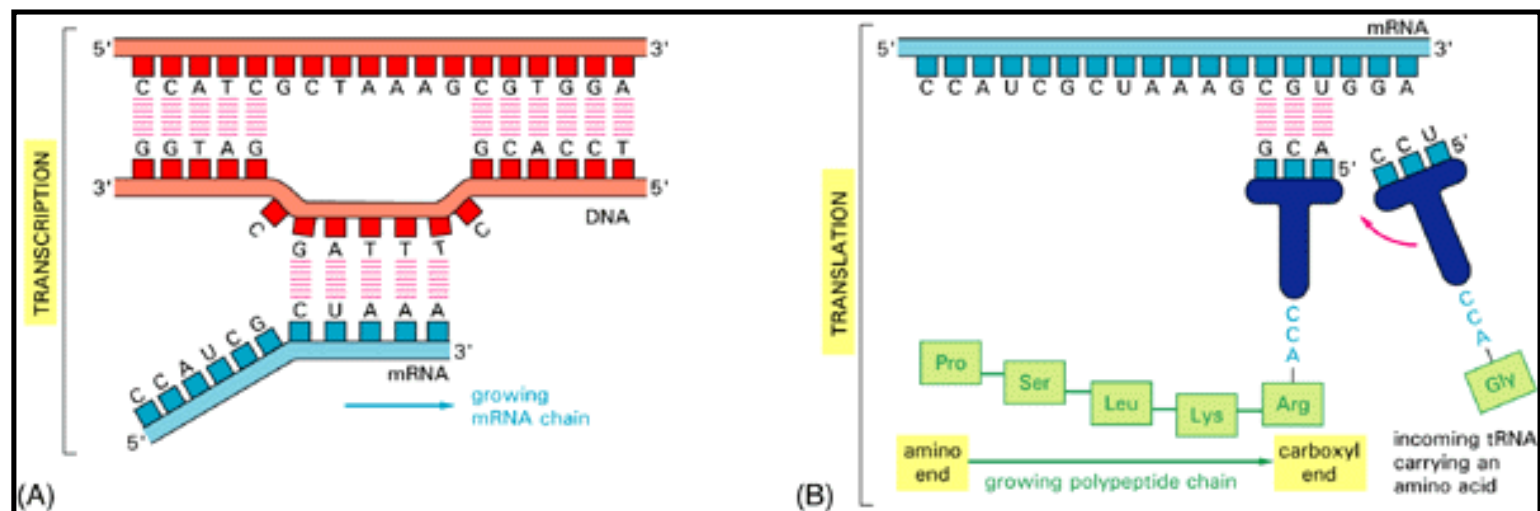 TRANSCRIPTION
5' 3'
C C A T C G C T A A A G C G T G G A
G G T A G G C A C C T
3' 5'
DNA
C G A T T T C
C C A U C G C U A A A
3'
mRNA
5'
growing
mRNA chain
(A)
TRANSLATION
mRNA
5' 3'
C C A U C G C U A A A G C G U G G A
G C A 5'
C C U 5'
C
C
A
C
C
A
Pro
Ser
Leu
Lys
Arg
Gly
amino
end
growing polypeptide chain
carboxyl
end
incoming tRNA
carrying an
amino acid
(B)